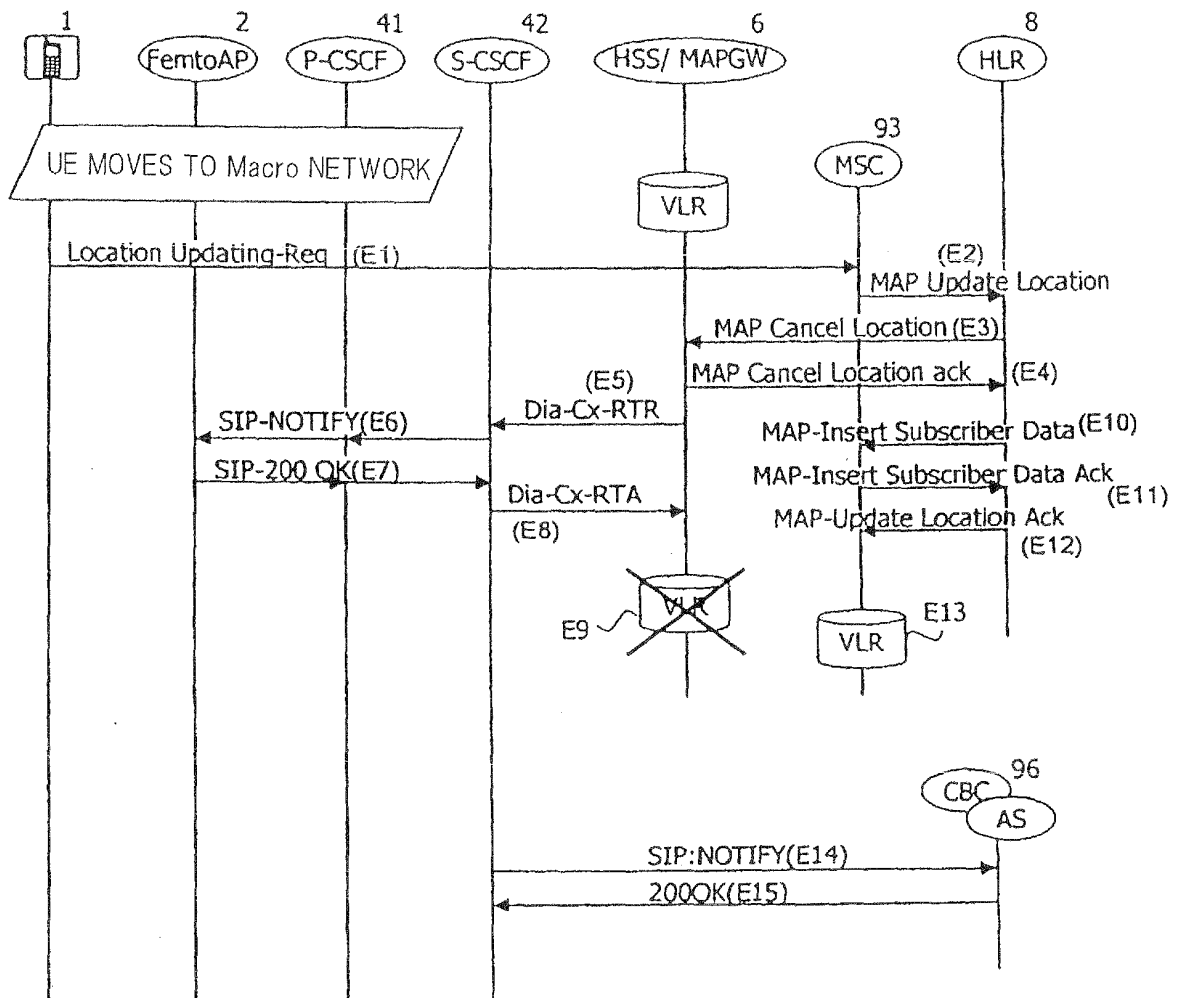 1
2
41
42
6
8
FemtoAP
P-CSCF
S-CSCF
HSS/ MAPGW
HLR
93
MSC
UE MOVES TO Macro NETWORK
VLR
Location Updating-Req (E1)
(E2)
MAP Update Location
MAP Cancel Location (E3)
MAP Cancel Location ack (E4)
(E5)
Dia-Cx-RTR
SIP-NOTIFY(E6)
MAP-Insert Subscriber Data (E10)
SIP-200 OK(E7)
MAP-Insert Subscriber Data Ack
(E11)
Dia-Cx-RTA
(E8)
MAP-Update Location Ack
(E12)
VLR
E9
E13
VLR
96
CBC
AS
SIP:NOTIFY(E14)
200OK(E15)